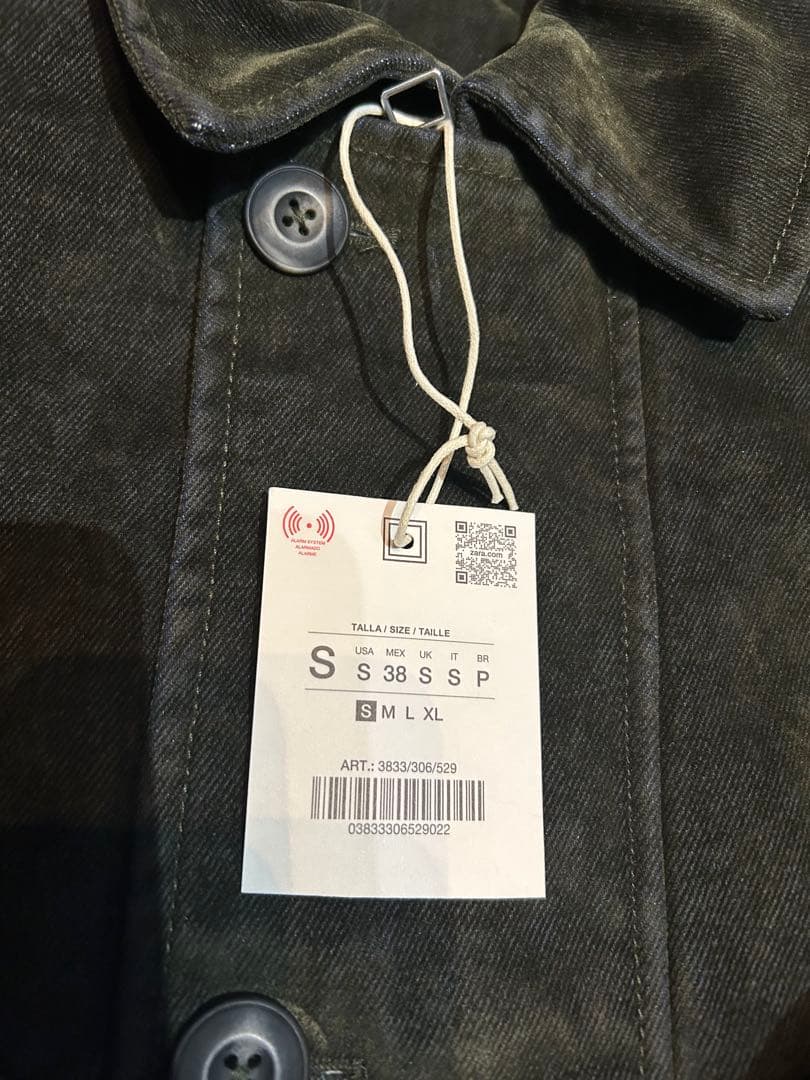 ALARM SYSTEM
ALARMADO
ALARME
zara.com
TALLA / SIZE / TAILLE
S
USA MEX UK IT BR
S 38 S S P
S M L XL
ART.: 3833/306/529
03833306529022